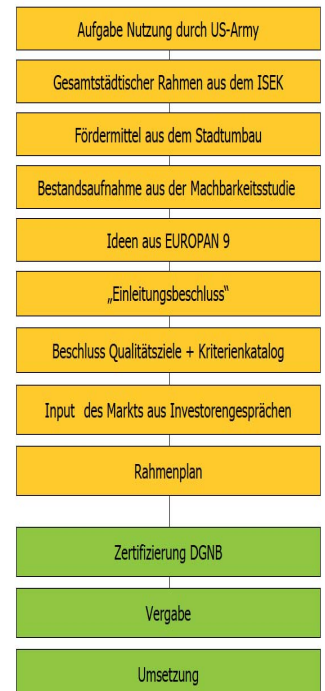 Aufgabe Nutzung durch US-Army
Gesamtstädtischer Rahmen aus dem ISEK
Fördermittel aus dem Stadtumbau
Bestandsaufnahme aus der Machbarkeitsstudie
Ideen aus EUROPAN 9
„Einleitungsbeschluss“
Beschluss Qualitätsziele + Kriterienkatalog
Input des Markts aus Investorengesprächen
Rahmenplan
Zertifizierung DGNB
Vergabe
Umsetzung